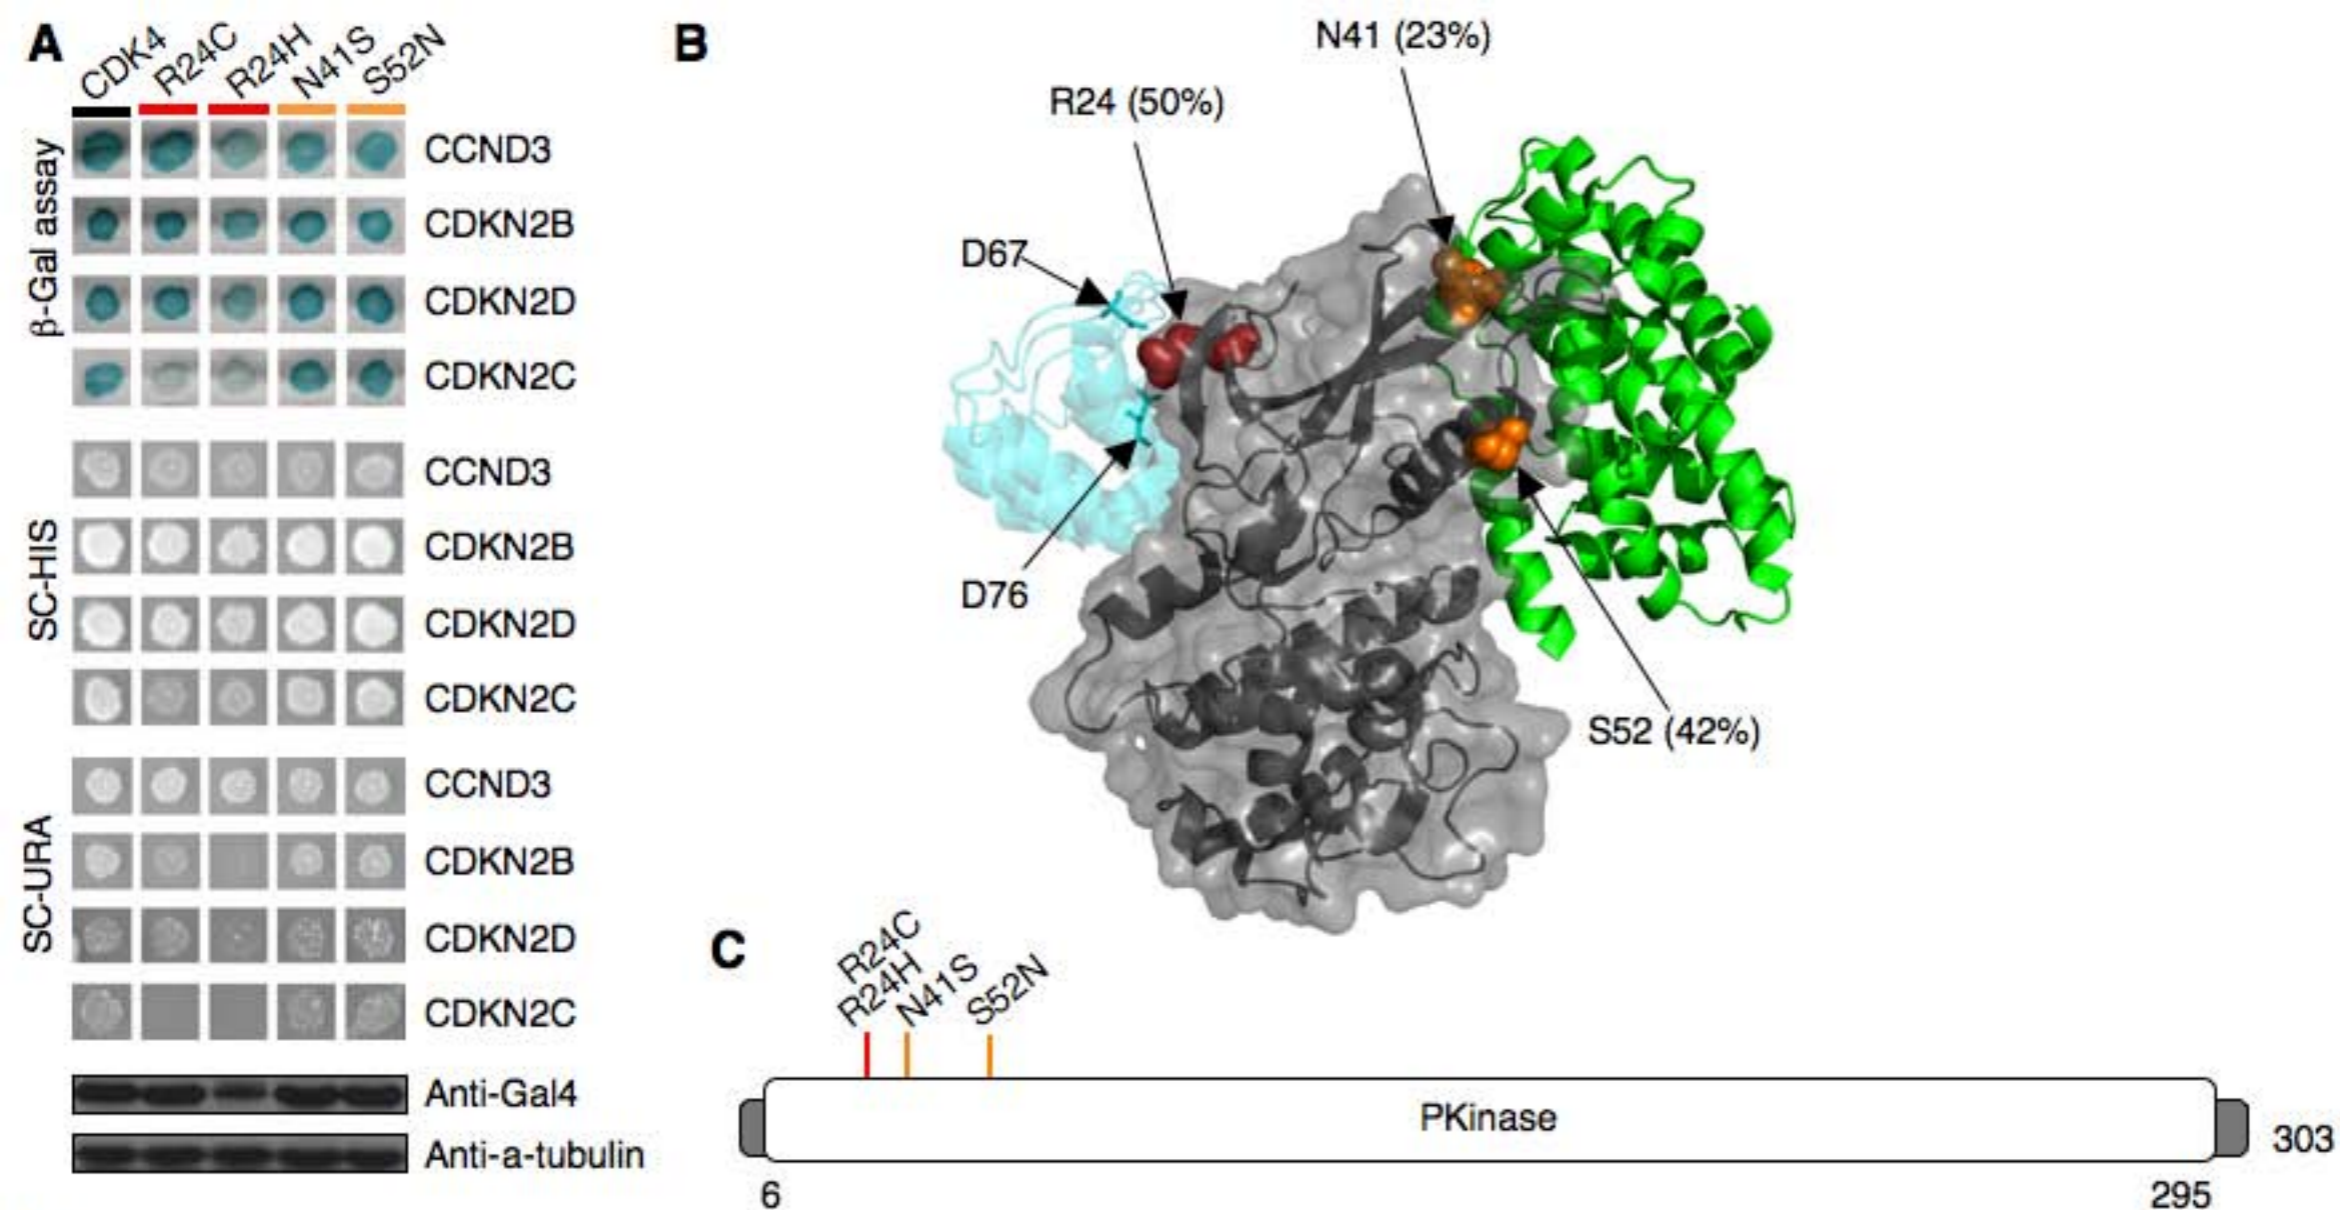 A
CDK4
R24C
R24H
N41S
S52N
β-Gal assay
CCND3
CDKN2B
CDKN2D
CDKN2C
SC-HIS
CCND3
CDKN2B
CDKN2D
CDKN2C
SC-URA
CCND3
CDKN2B
CDKN2D
CDKN2C
Anti-Gal4
Anti-a-tubulin
B
N41 (23%)
R24 (50%)
D67
D76
S52 (42%)
C
R24C
R24H
N41S
S52N
PKinase
303
6
295